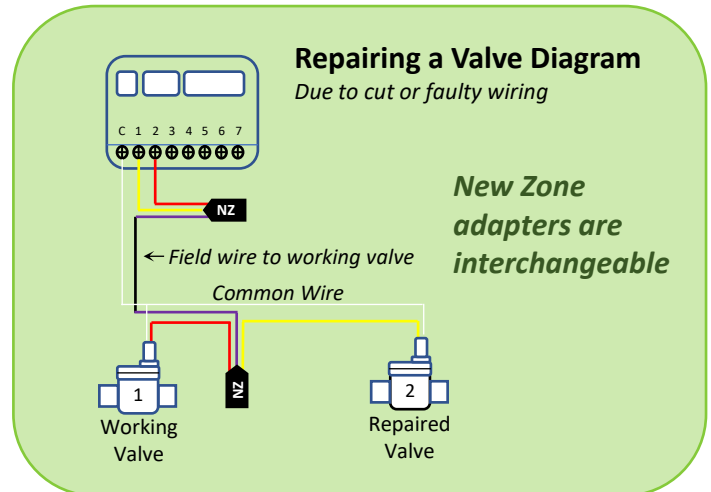 Repairing a Valve Diagram
Due to cut or faulty wiring
C 1 2 3 4 5 6 7
NZ
New Zone
adapters are
interchangeable
← Field wire to working valve
Common Wire
NZ
1
2
Working
Valve
Repaired
Valve